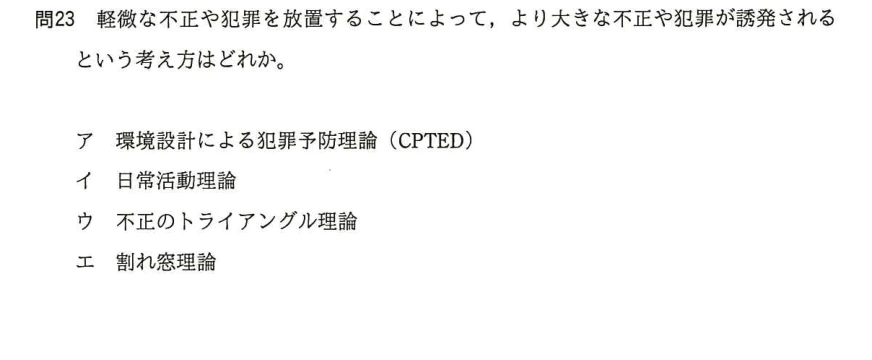 問23　軽微な不正や犯罪を放置することによって，より大きな不正や犯罪が誘発される
という考え方はどれか。
ア　環境設計による犯罪予防理論（CPTED）
イ　日常活動理論
ウ　不正のトライアングル理論
エ　割れ窓理論